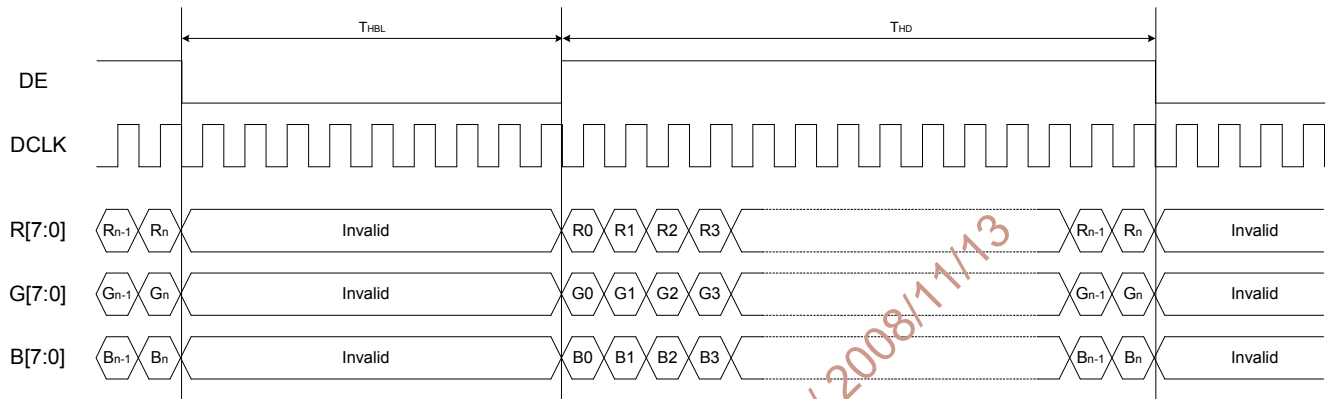 THBL THD
DE
DCLK
R[7:0] Rn-1 Rn Invalid R0 R1 R2 R3 Rn-1 Rn Invalid
G[7:0] Gn-1 Gn Invalid G0 G1 G2 G3 Gn-1 Gn Invalid
B[7:0] Bn-1 Bn Invalid B0 B1 B2 B3 Bn-1 Bn Invalid
/ 2008/11/13